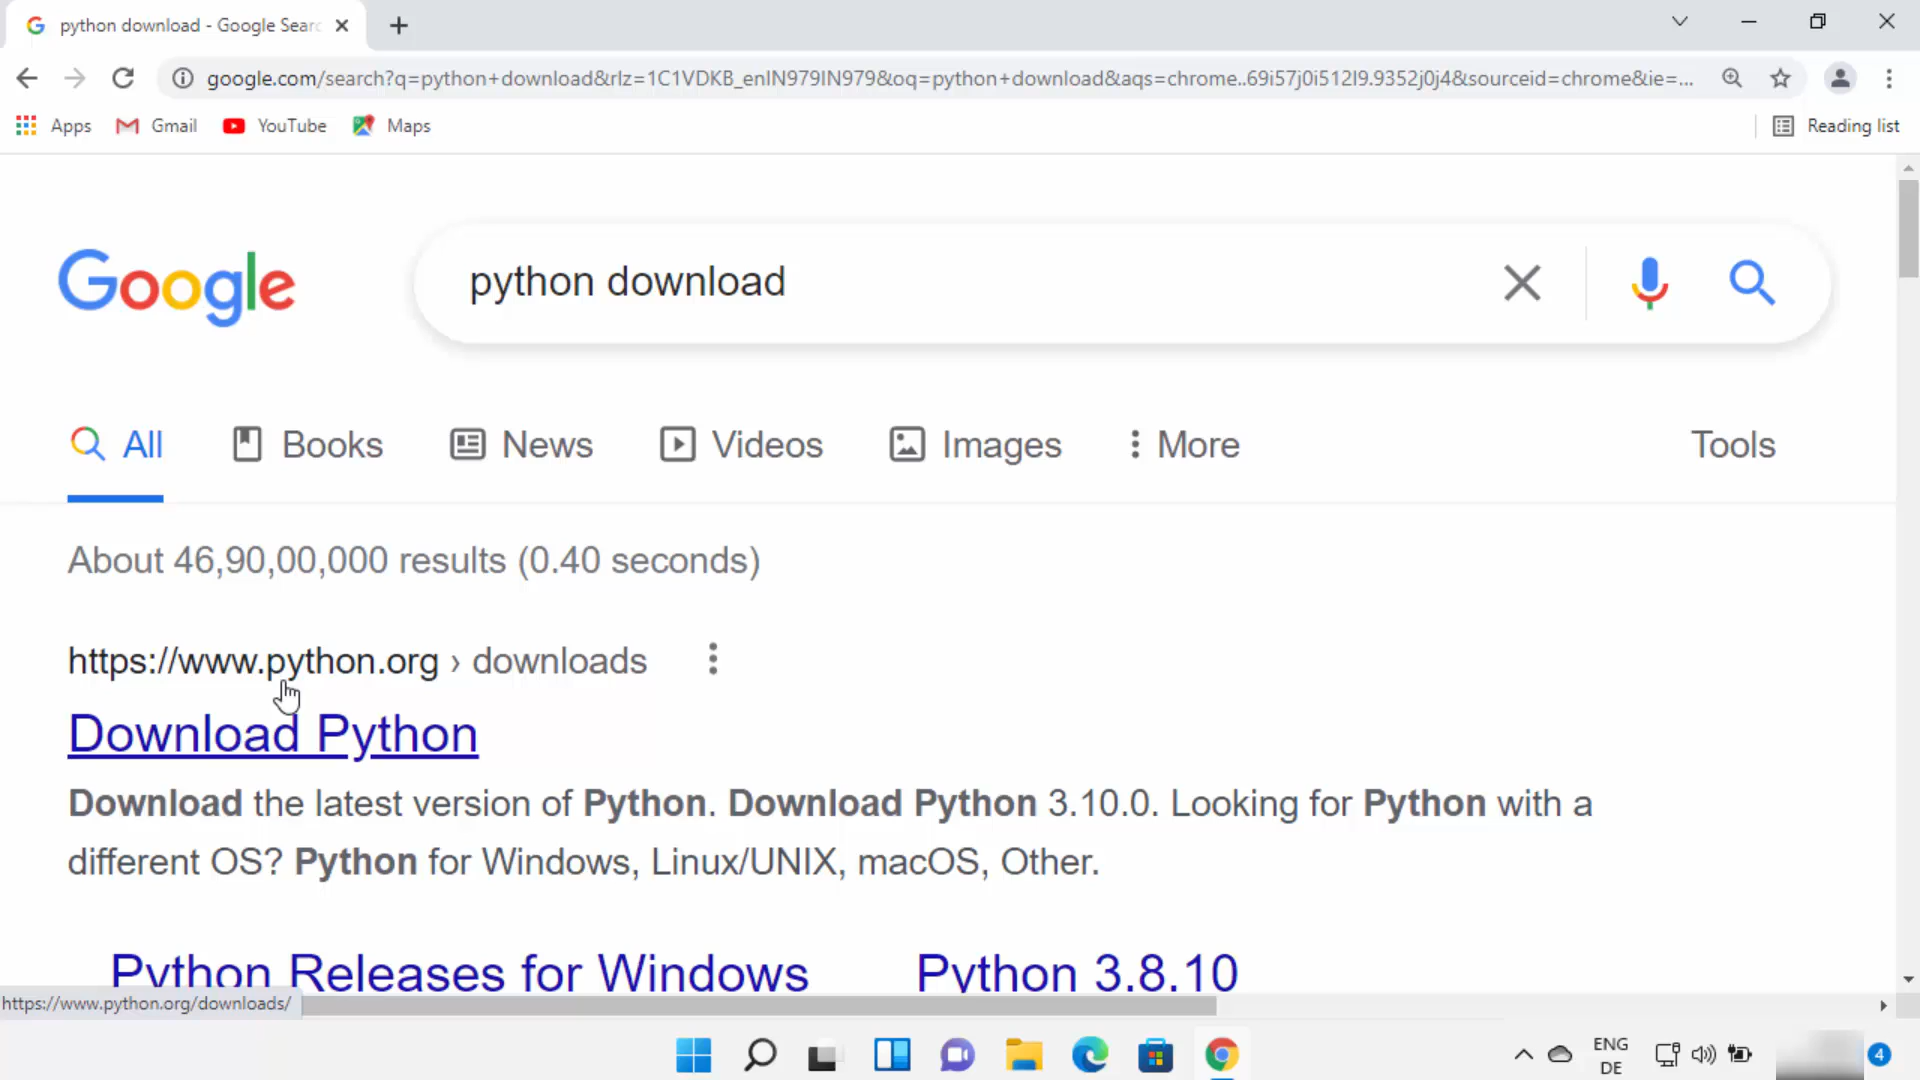 python download - Google Sear
google.com/search?q=python+download&rlz=1C1VDKB_enIN979IN979&oq=python+download&aqs=chrome..69i57j0i512l9.9352j0j4&sourceid=chrome&ie=...
Apps Gmail YouTube Maps Reading list
Google python download
All Books News Videos Images More Tools
About 46,90,00,000 results (0.40 seconds)
https://www.python.org › downloads
Download Python
Download the latest version of Python. Download Python 3.10.0. Looking for Python with a
different OS? Python for Windows, Linux/UNIX, macOS, Other.
Python Releases for Windows Python 3.8.10
https://www.python.org/downloads/
ENG
DE
4